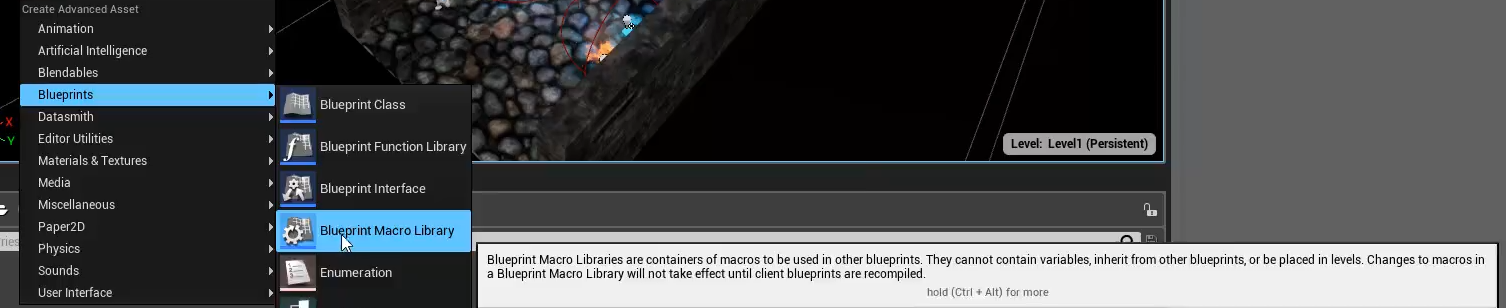 Create Advanced Asset
Animation
Artificial Intelligence
Blendables
Blueprints
Datasmith
Editor Utilities
Materials & Textures
Media
Miscellaneous
Paper2D
Physics
Sounds
User Interface
Blueprint Class
Blueprint Function Library
Blueprint Interface
Blueprint Macro Library
Enumeration
X
Y
Level: Level1 (Persistent)
Blueprint Macro Libraries are containers of macros to be used in other blueprints. They cannot contain variables, inherit from other blueprints, or be placed in levels. Changes to macros in
a Blueprint Macro Library will not take effect until client blueprints are recompiled.
hold (Ctrl + Alt) for more